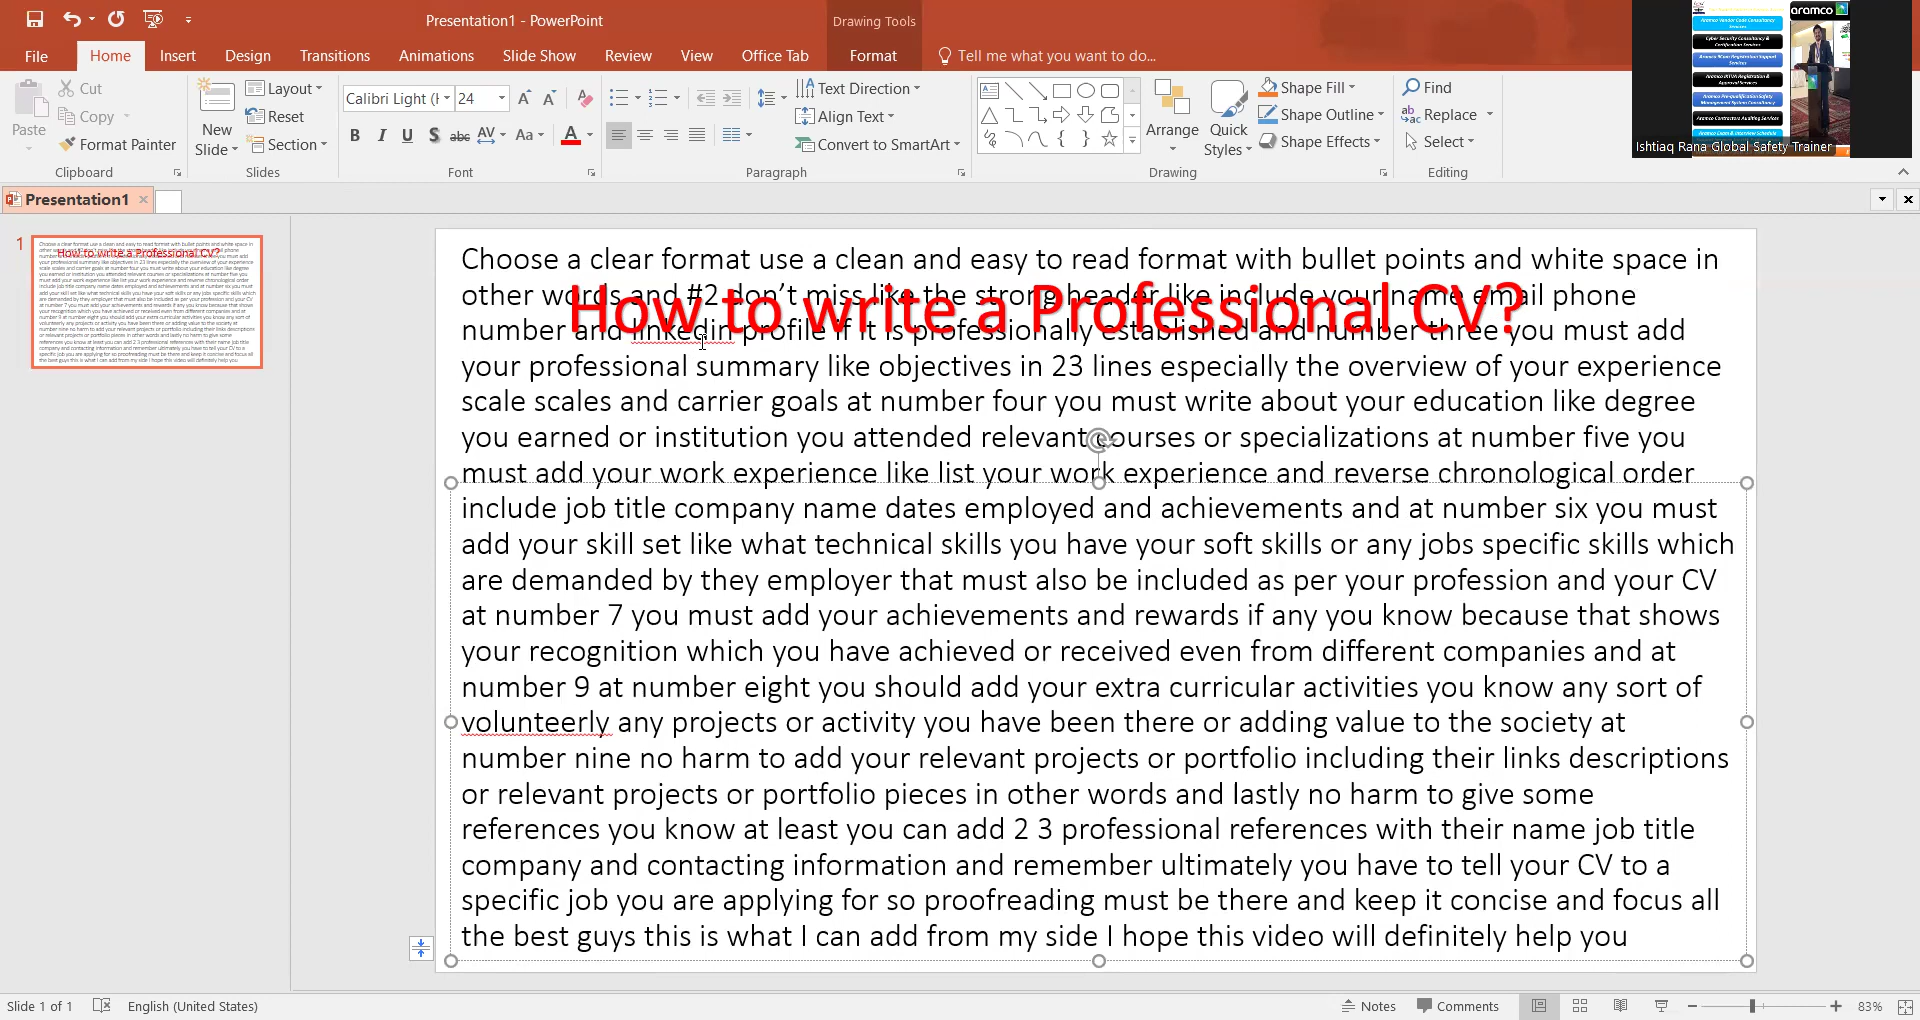 Presentation1 - PowerPoint
Drawing Tools
File Home Insert Design Transitions Animations Slide Show Review View Office Tab Format Tell me what you want to do...
Paste
Cut
Copy
Format Painter
Clipboard
New
Slide
Layout
Reset
Section
Slides
Calibri Light (H 24
B I U S abc AV Aa A
Font
Text Direction
Align Text
Convert to SmartArt
Paragraph
Arrange
Quick
Styles
Shape Fill
Shape Outline
Shape Effects
Drawing
Find
Replace
Select
Editing
aramco
Aramco Vendor Code Consultancy
Services
Cyber Security Consultancy &
Certification Services
Ishtiaq Rana Global Safety Trainer
Presentation1
1
How to write a Professional CV?
Choose a clear format use a clean and easy to read format with bullet points and white space in
other words and #2 don't miss like the strong header like include your name email phone
number and linkedin profile if it is professionally established and number three you must add
your professional summary like objectives in 23 lines especially the overview of your experience
scale scales and carrier goals at number four you must write about your education like degree
you earned or institution you attended relevant courses or specializations at number five you
must add your work experience like list your work experience and reverse chronological order
include job title company name dates employed and achievements and at number six you must
add your skill set like what technical skills you have your soft skills or any jobs specific skills which
are demanded by they employer that must also be included as per your profession and your CV
at number 7 you must add your achievements and rewards if any you know because that shows
your recognition which you have achieved or received even from different companies and at
number 9 at number eight you should add your extra curricular activities you know any sort of
volunteerly any projects or activity you have been there or adding value to the society at
number nine no harm to add your relevant projects or portfolio including their links descriptions
or relevant projects or portfolio pieces in other words and lastly no harm to give some
references you know at least you can add 2 3 professional references with their name job title
company and contacting information and remember ultimately you have to tell your CV to a
specific job you are applying for so proofreading must be there and keep it concise and focus all
the best guys this is what I can add from my side I hope this video will definitely help you
Slide 1 of 1 English (United States) Notes Comments 83%